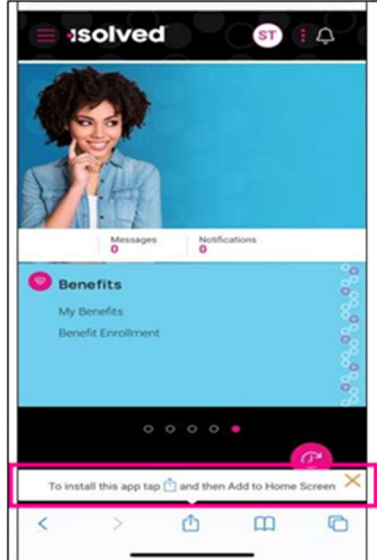 isolved
ST
Messages
0
Notifications
0
Benefits
My Benefits
Benefit Enrollment
To install this app tap and then Add to Home Screen